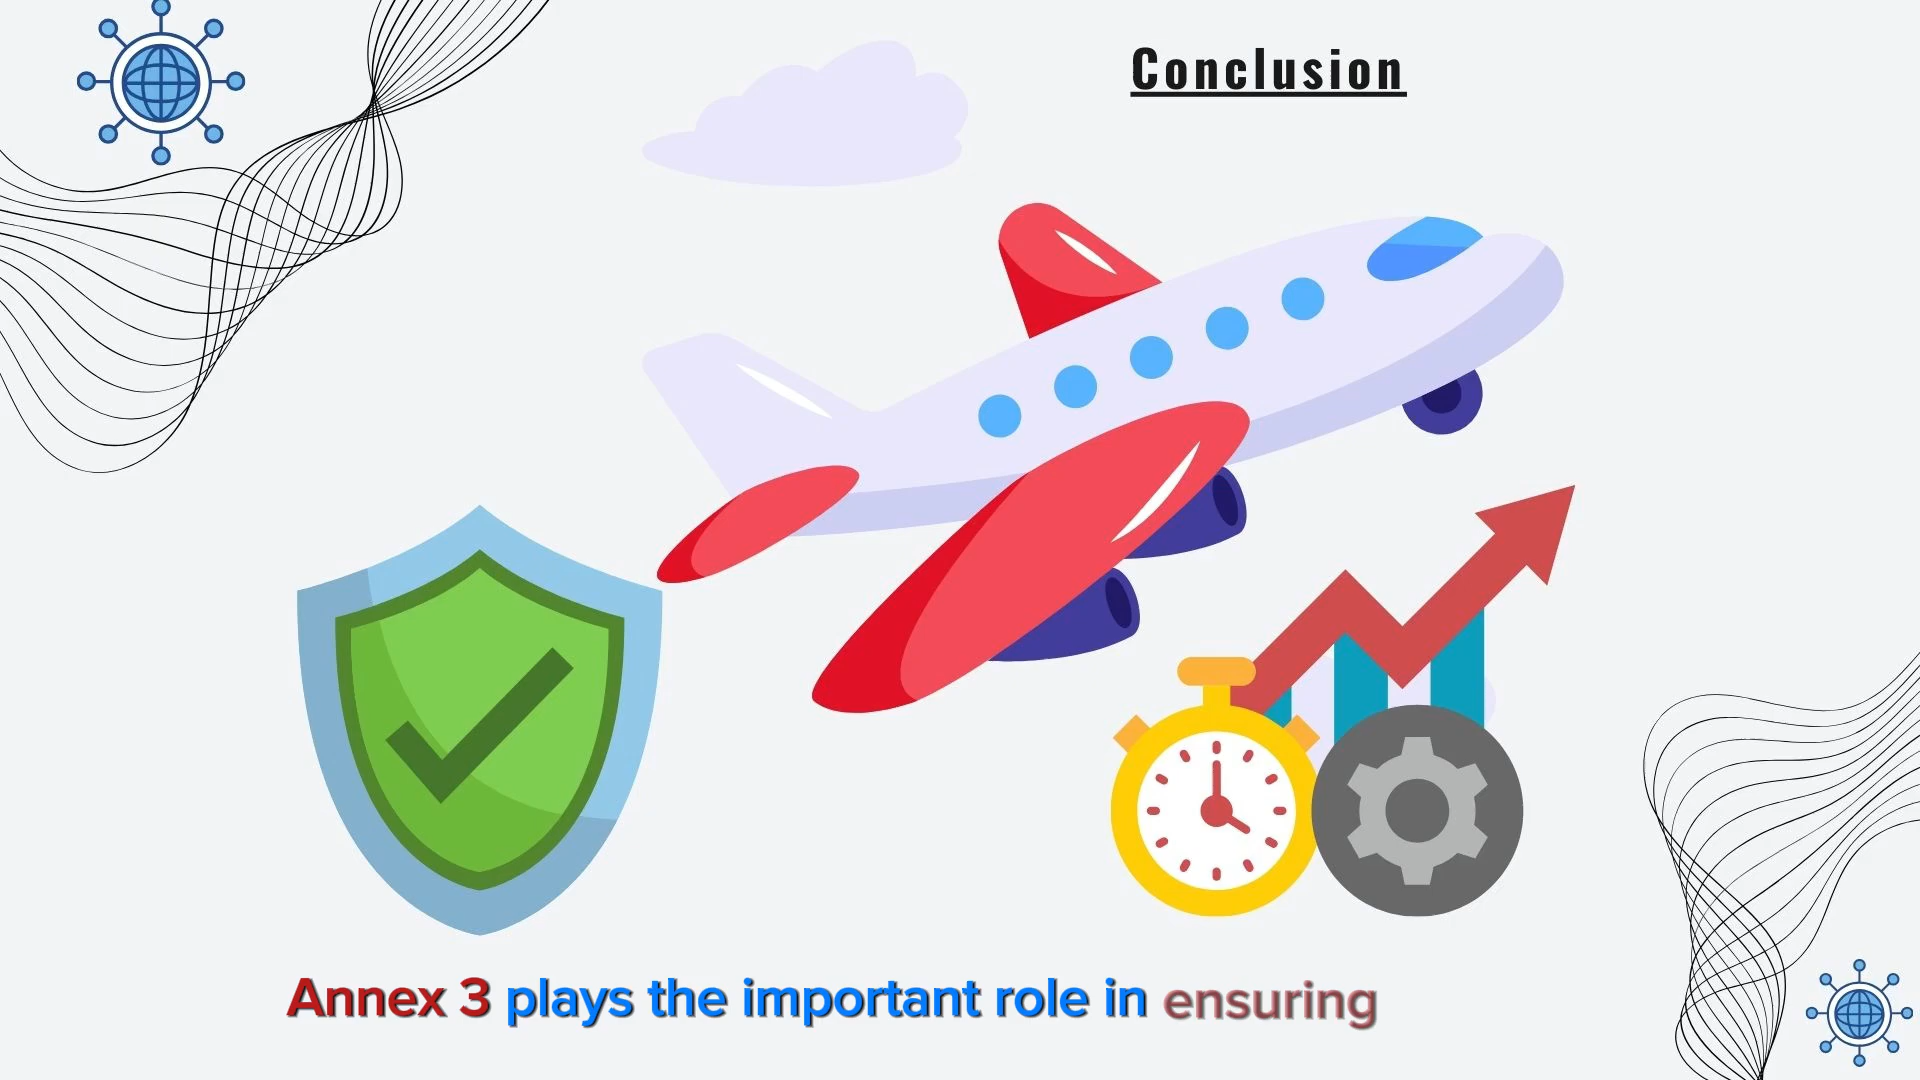 Conclusion
Annex 3 plays the important role in ensuring